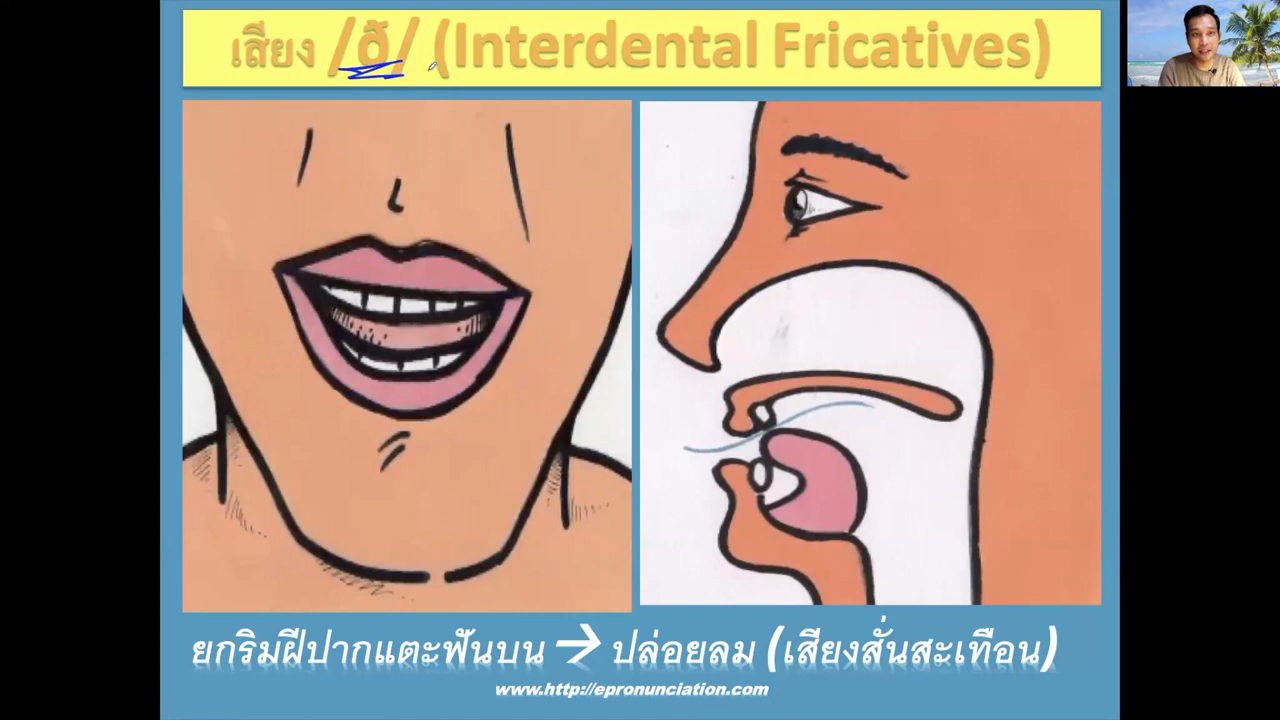 เสียง /ð/ (Interdental Fricatives)
ยกริมฝีปากแตะฟันบน → ปล่อยลม (เสียงสั่นสะเทือน)
www.http://epronunciation.com